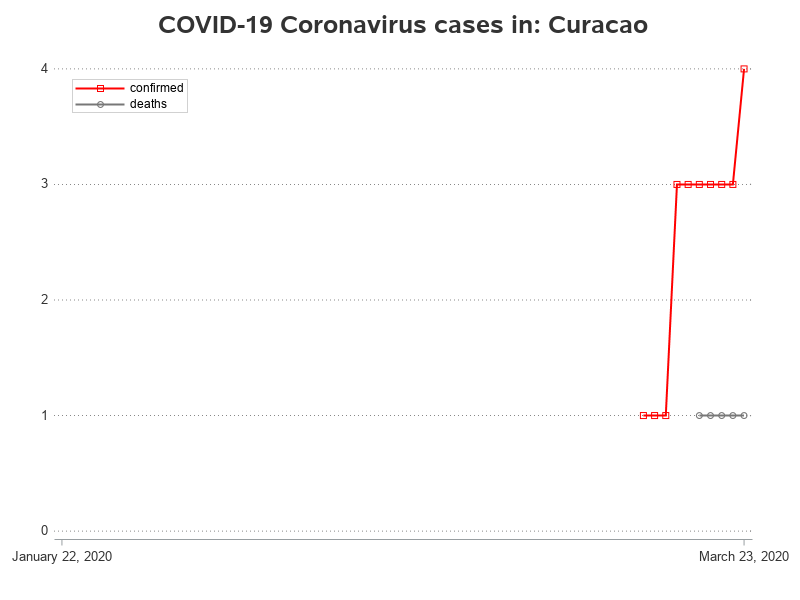 COVID-19 Coronavirus cases in: Curacao
4
confirmed
deaths
3
2
1
0
January 22, 2020
March 23, 2020